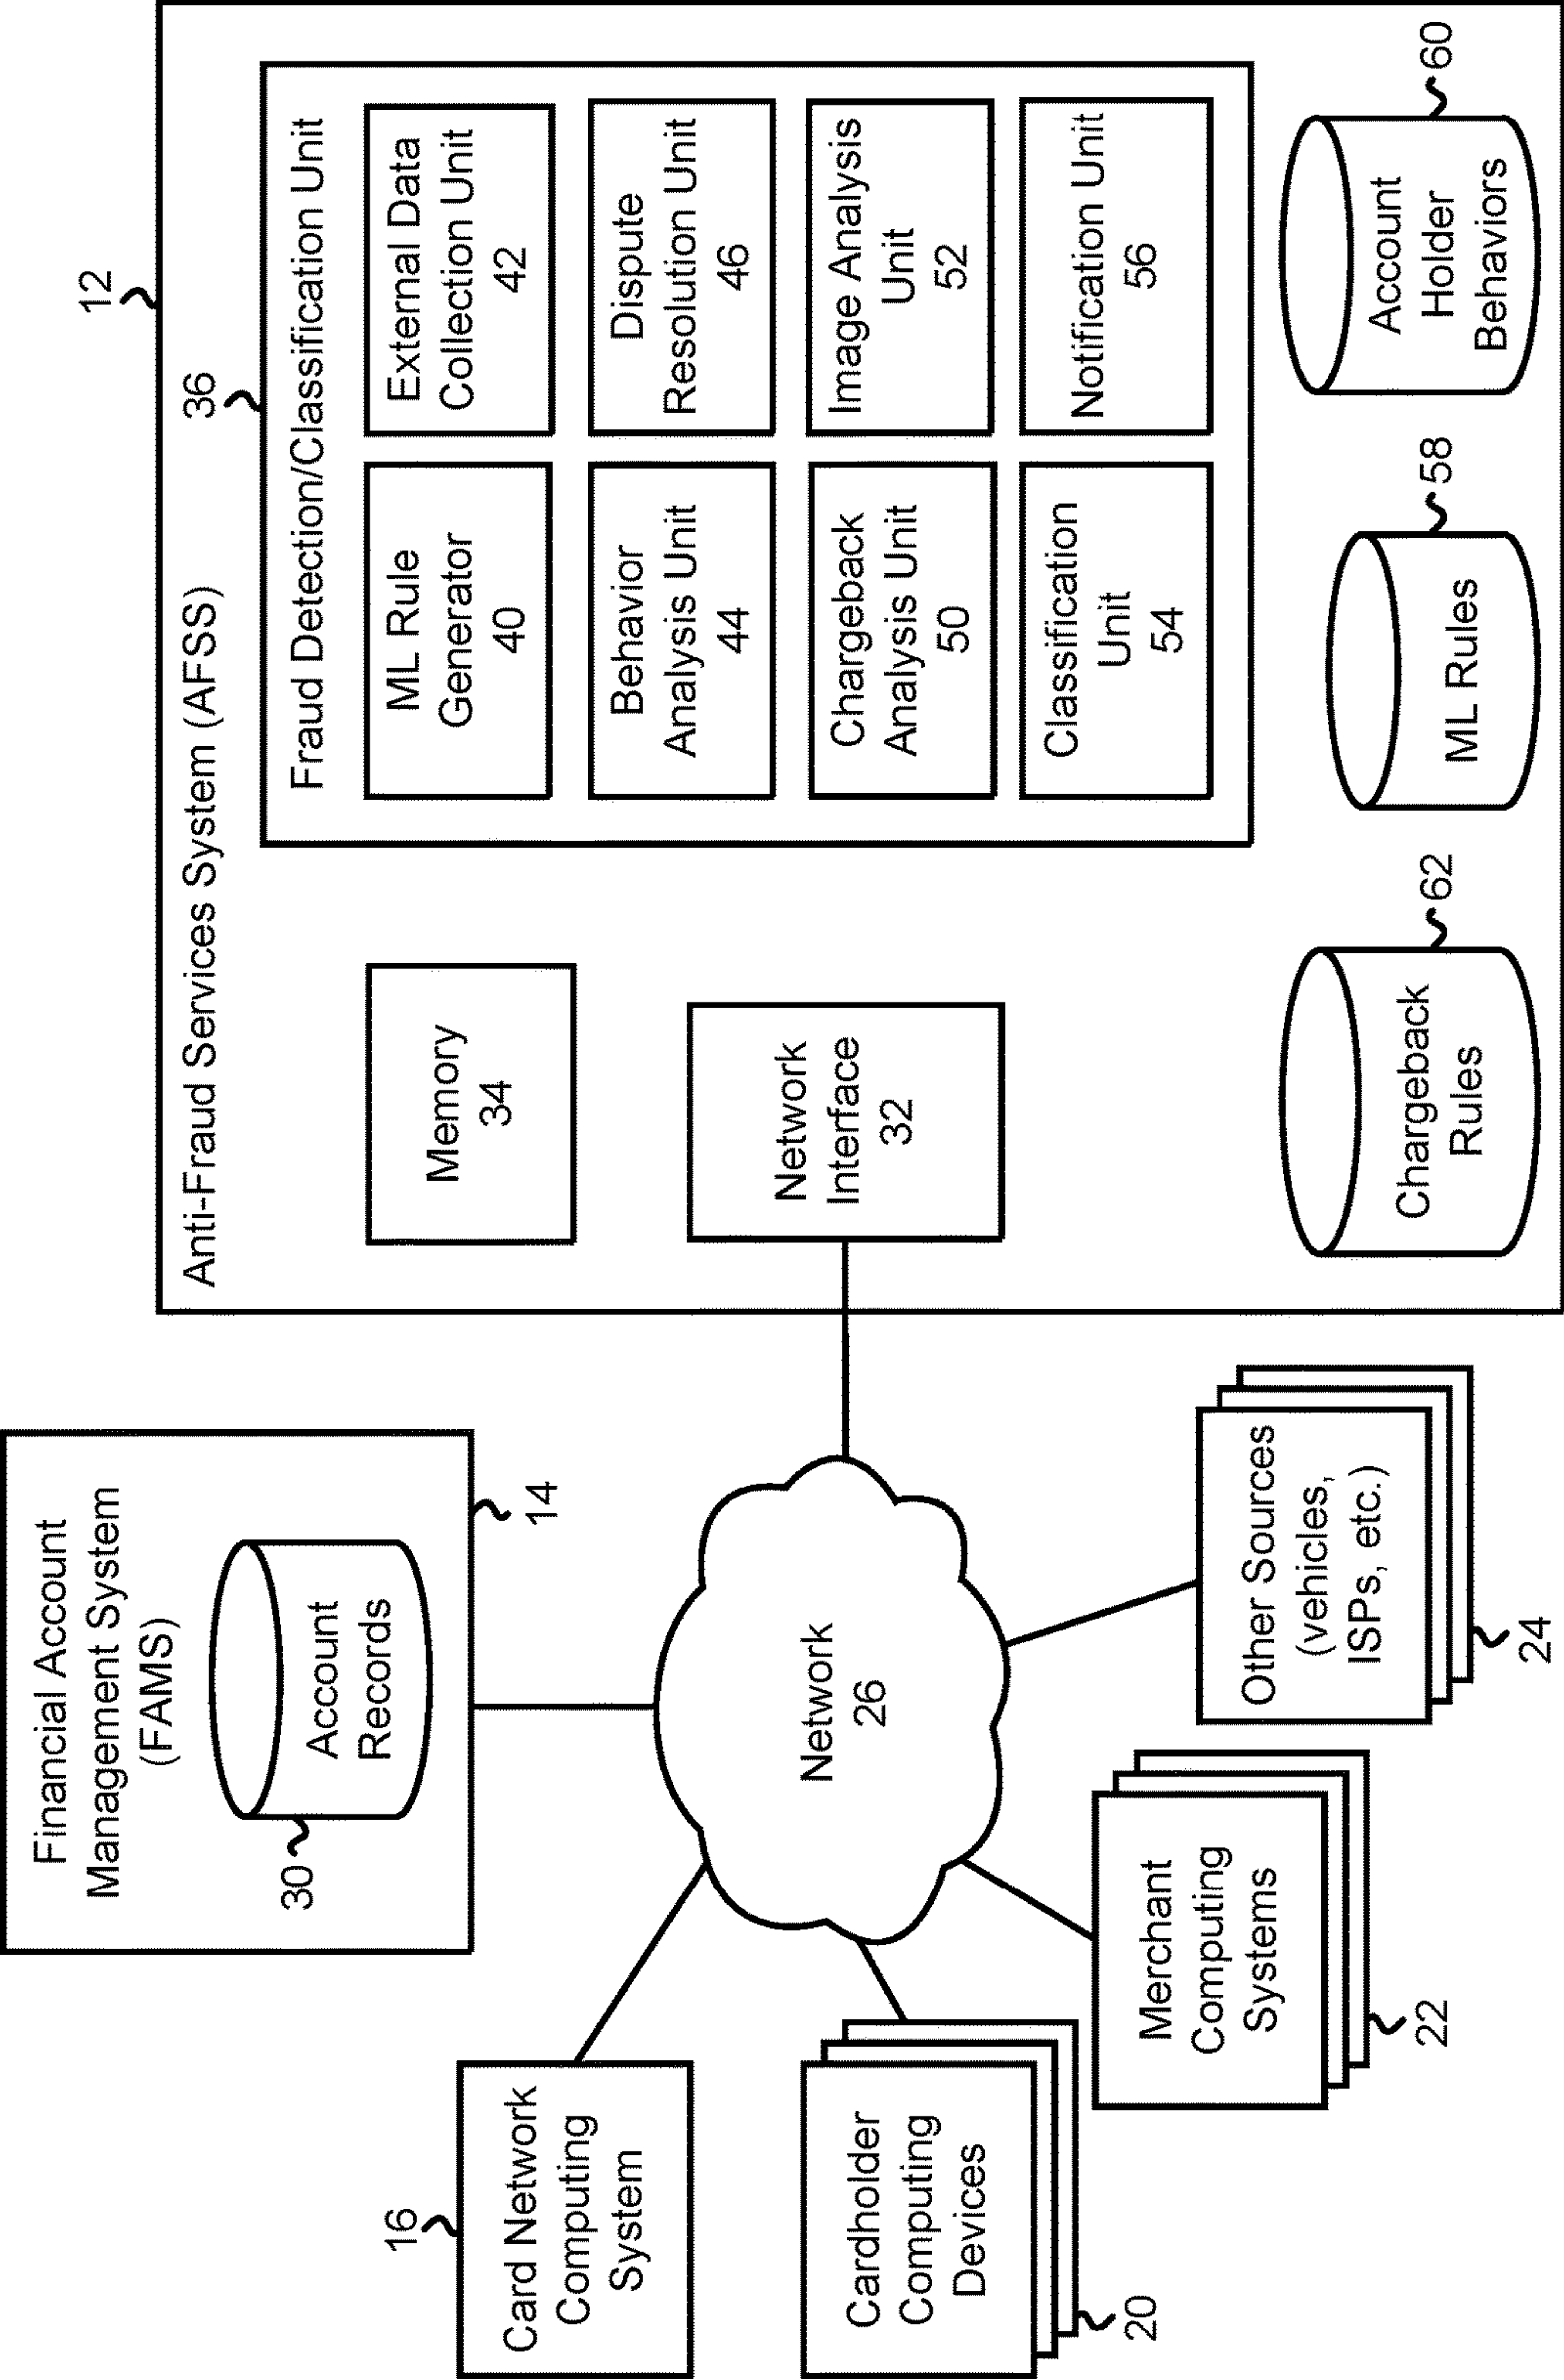 12
Anti-Fraud Services System (AFSS)
36
Fraud Detection/Classification Unit
ML Rule
Generator
40
External Data
Collection Unit
42
Behavior
Analysis Unit
44
Dispute
Resolution Unit
46
Chargeback
Analysis Unit
50
Image Analysis
Unit
52
Classification
Unit
54
Notification Unit
56
Memory
34
Network
Interface
32
Chargeback
Rules
62
ML Rules
58
Account
Holder
Behaviors
60
Financial Account
Management System
(FAMS)
Account
Records
30
14
Network
26
16
Card Network
Computing
System
Cardholder
Computing
Devices
20
Merchant
Computing
Systems
22
Other Sources
(vehicles,
ISPs, etc.)
24